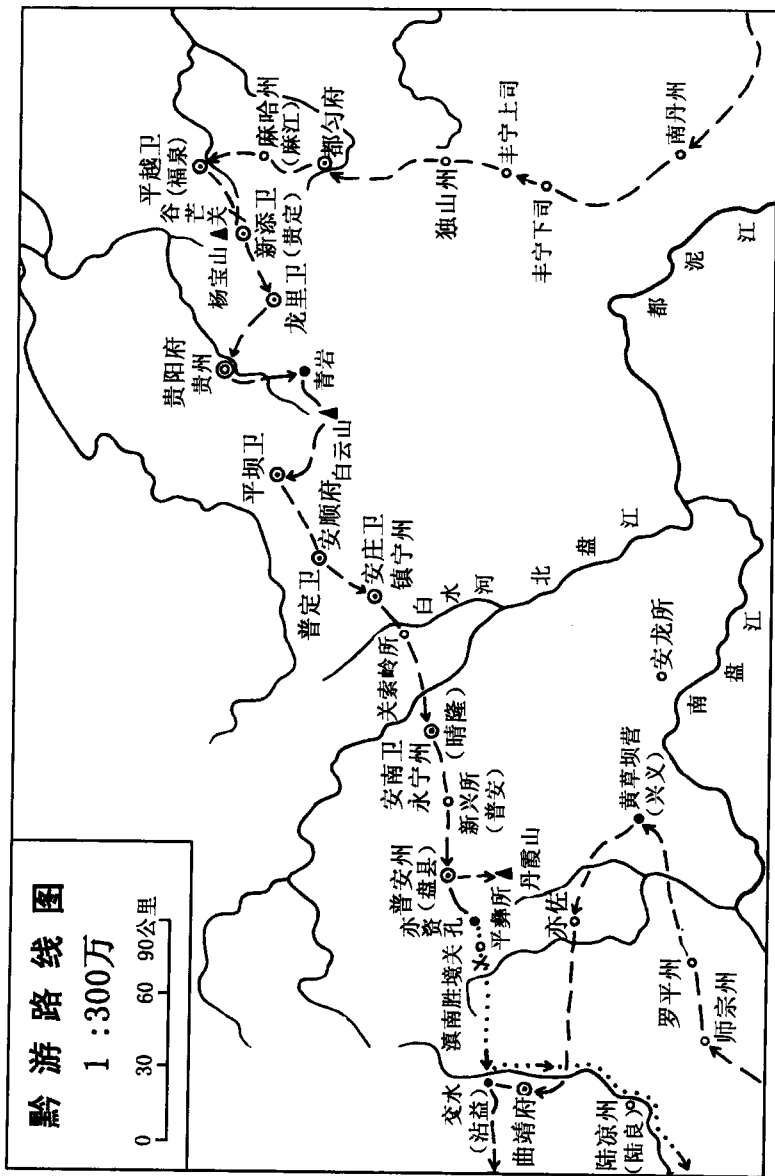 黔游路线图
1:300万
0 30 60 90公里
南丹州
丰宁下司
丰宁上司
独山州
都匀府
麻哈州
(麻江)
平越卫
(福泉)
谷芒关
杨宝山
新添卫
(贵定)
龙里卫
贵阳府
贵州
青岩
白云山
平坝卫
安顺府
普定卫
安庄卫
镇宁州
白水河
关索岭所
北盘江
都泥江
安南卫
永宁州
(晴隆)
新兴所
(普安)
普安州
(盘县)
丹霞山
亦资孔
平彝所
滇南胜境关
交水
(沾益)
曲靖府
陆凉州
(陆良)
亦佐
黄草坝营
(兴义)
安龙所
南盘江
罗平州
师宗州